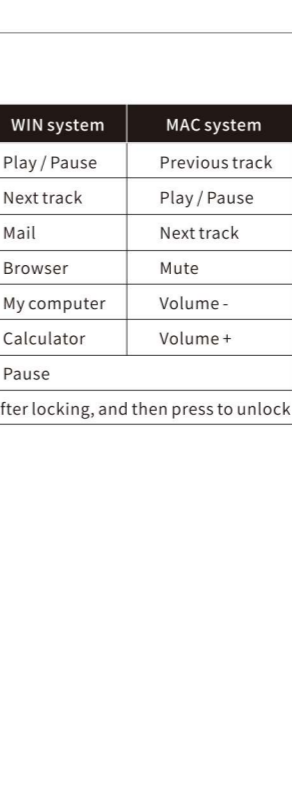 WIN system MAC system
Play / Pause Previous track
Next track Play / Pause
Mail Next track
Browser Mute
My computer Volume -
Calculator Volume +
Pause
fter locking, and then press to unlock